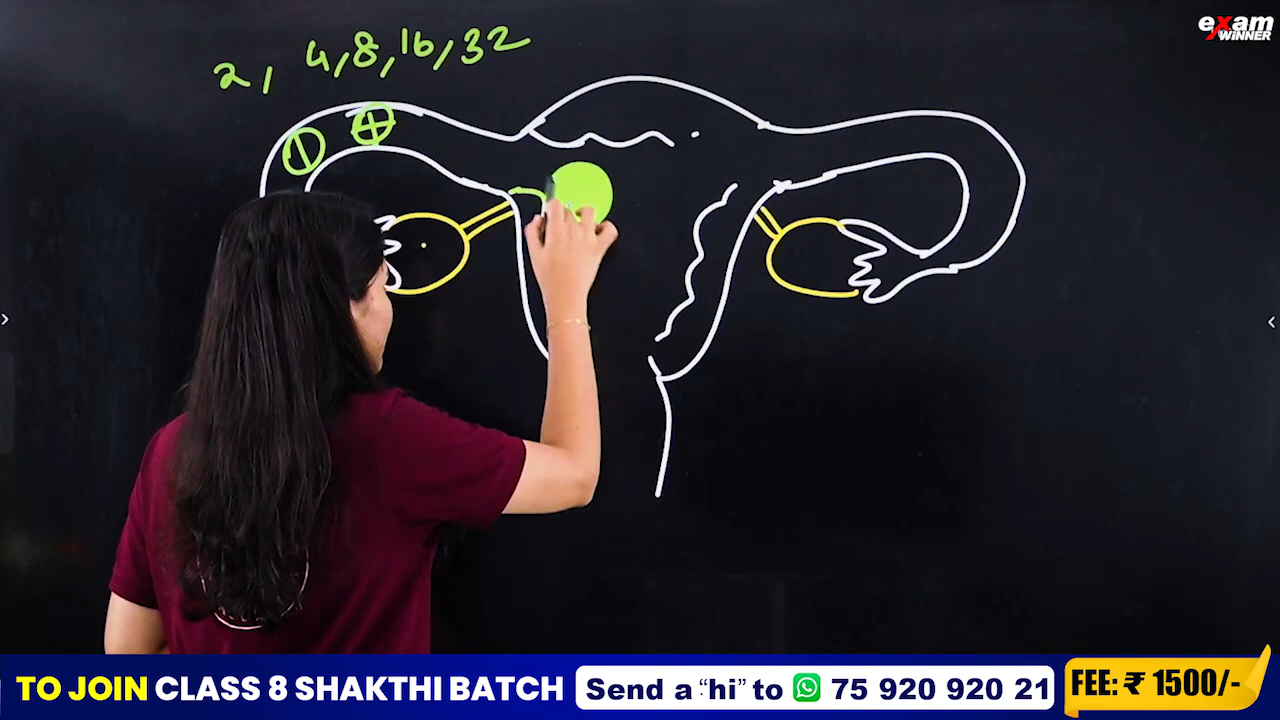 exam
WINNER
2, 4,8,16,32
TO JOIN CLASS 8 SHAKTHI BATCH
Send a “hi” to 75 920 920 21
FEE: ₹ 1500/-